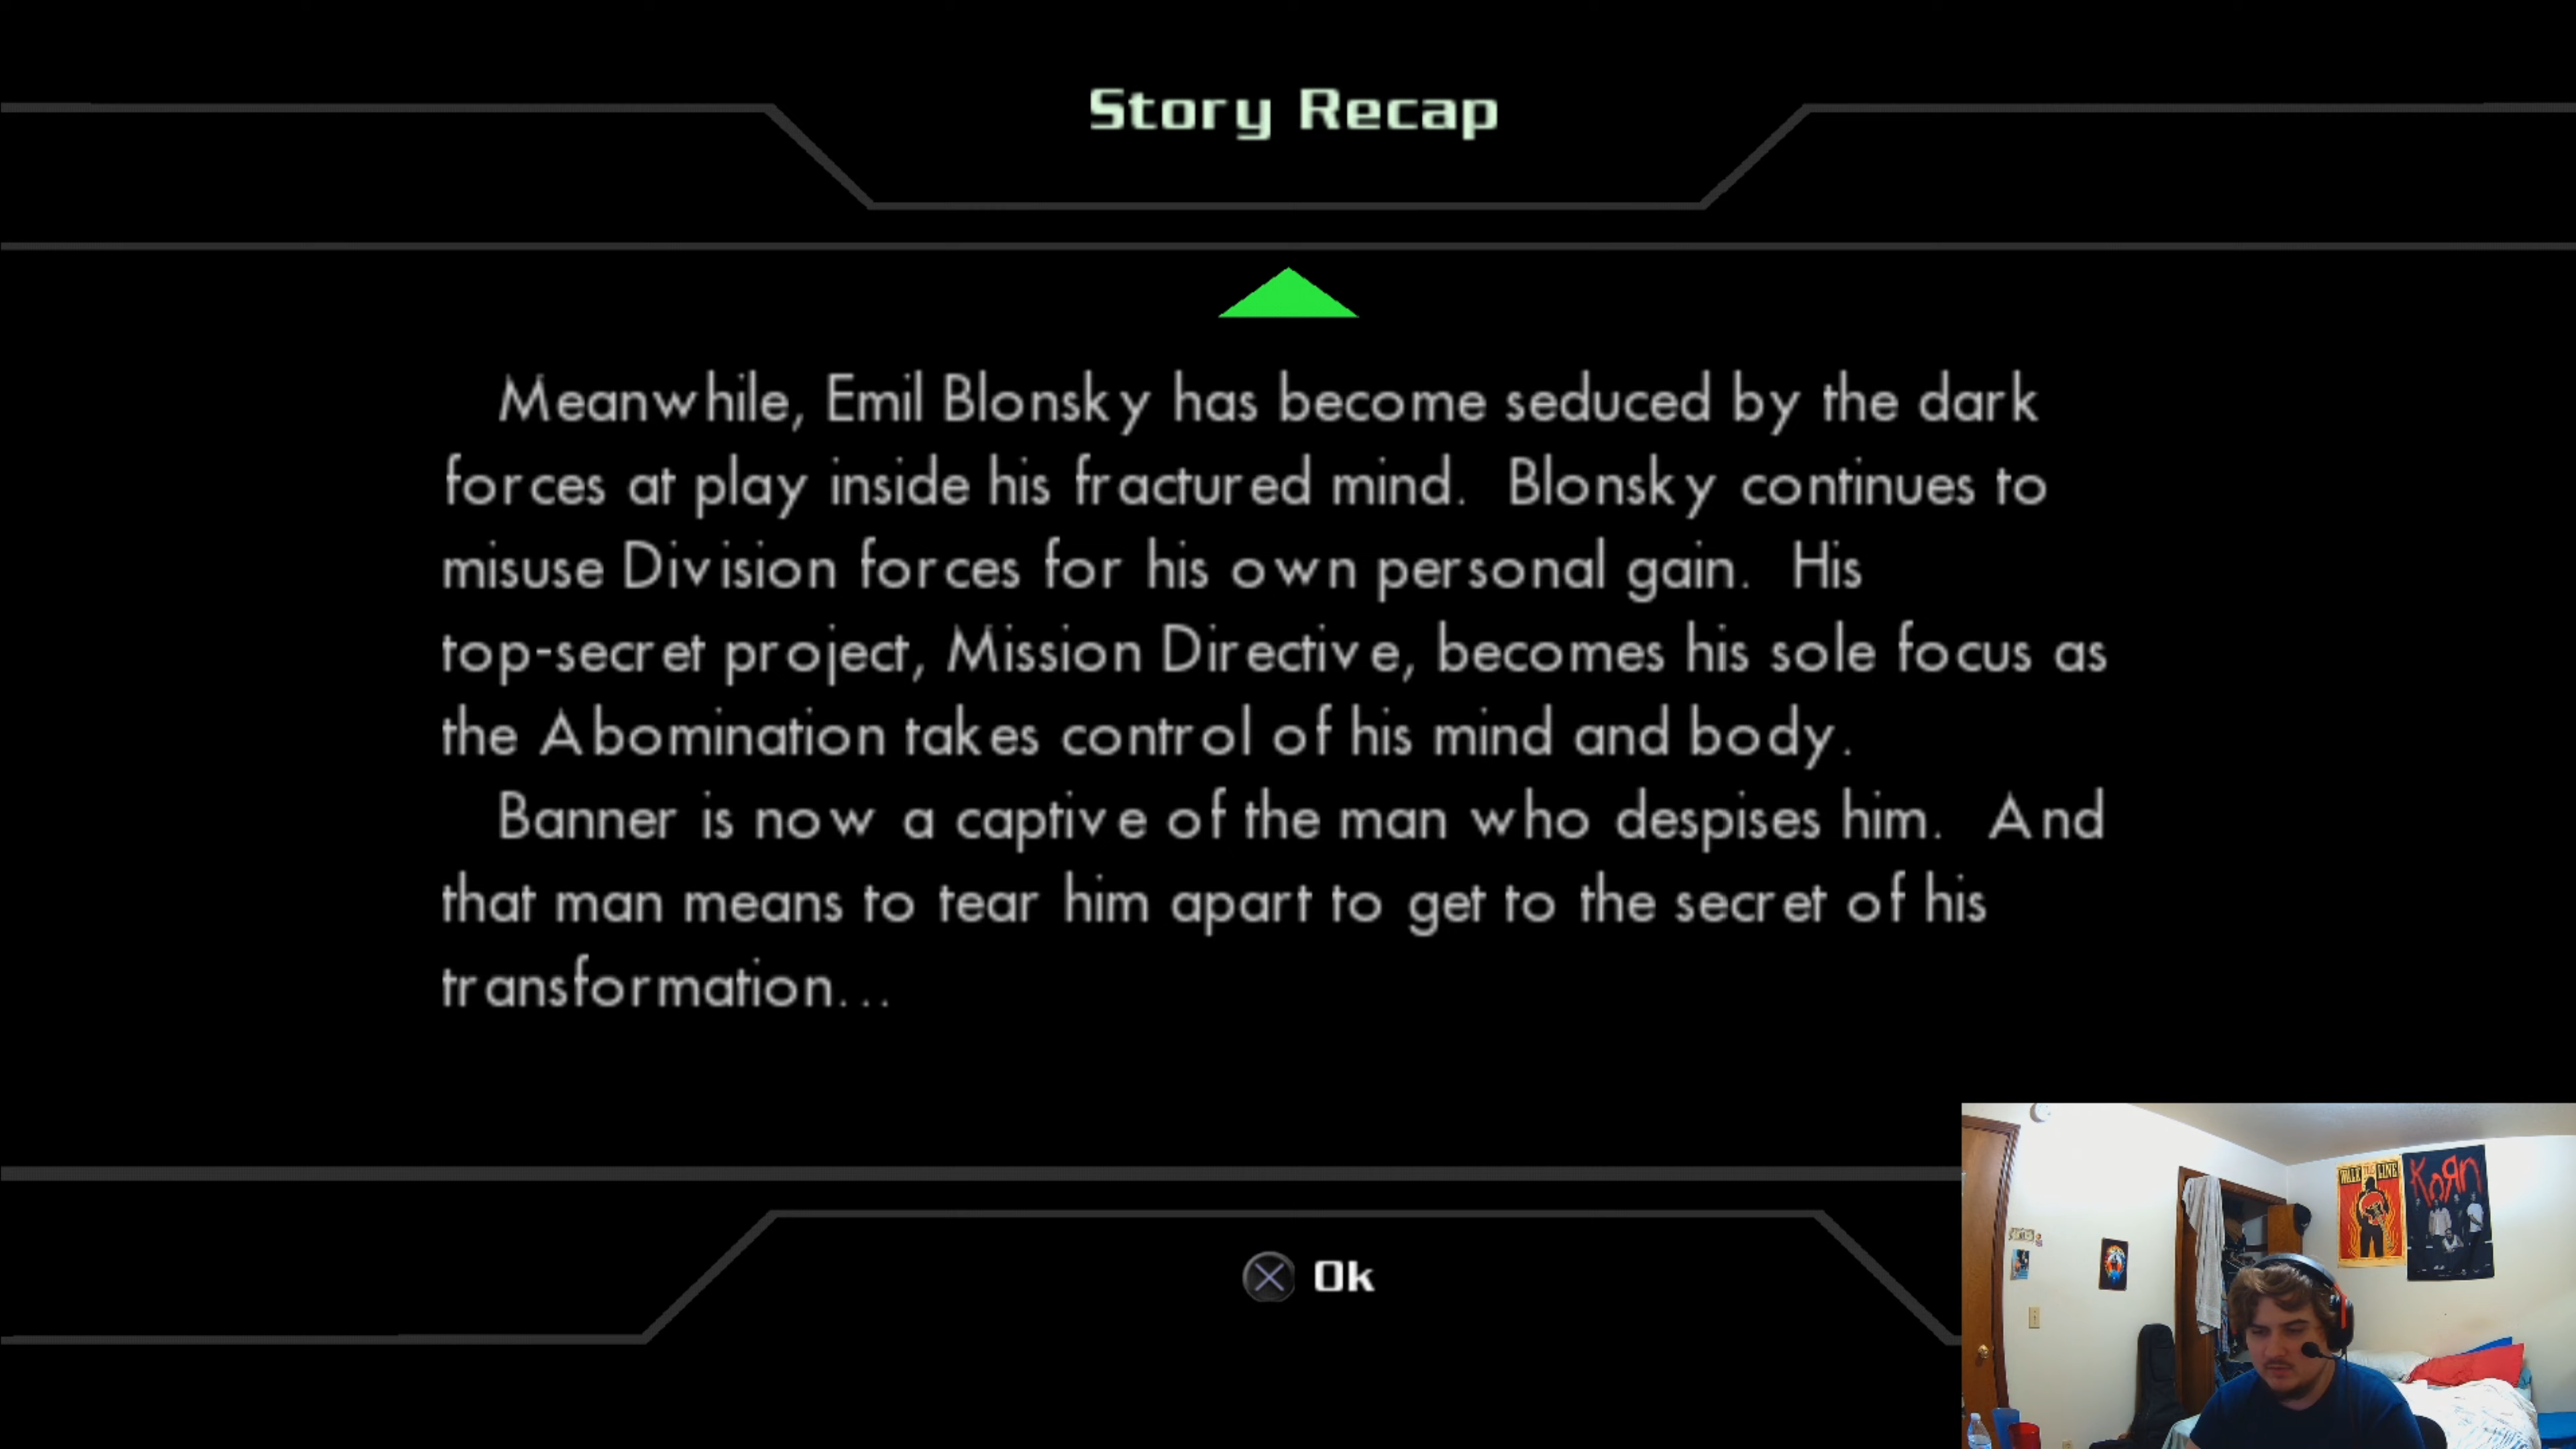 Story Recap
Meanwhile, Emil Blonsky has become seduced by the dark
forces at play inside his fractured mind. Blonsky continues to
misuse Division forces for his own personal gain. His
top-secret project, Mission Directive, becomes his sole focus as
the Abomination takes control of his mind and body.
Banner is now a captive of the man who despises him. And
that man means to tear him apart to get to the secret of his
transformation...
Ok
WALK THE LINE
KoЯn